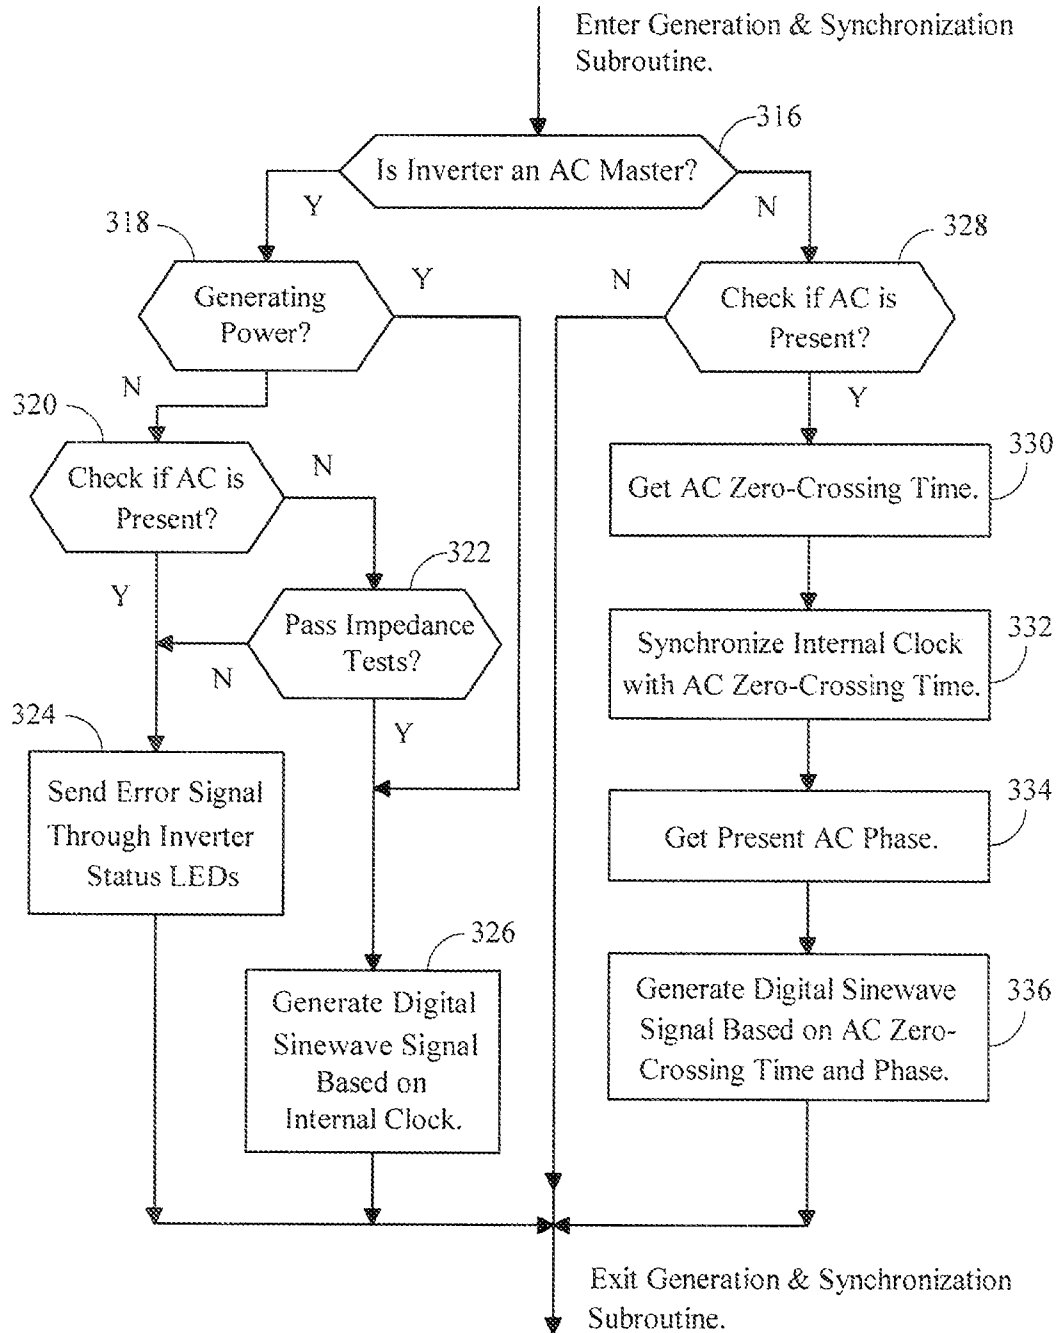 Enter Generation & Synchronization
Subroutine.
316
Is Inverter an AC Master?
Y
N
318
328
Generating
Power?
Y
N
Check if AC is
Present?
N
Y
320
Check if AC is
Present?
N
330
Get AC Zero-Crossing Time.
322
Y
Pass Impedance
Tests?
N
Y
Synchronize Internal Clock
with AC Zero-Crossing Time.
332
324
Send Error Signal
Through Inverter
Status LEDs
334
Get Present AC Phase.
326
Generate Digital
Sinewave Signal
Based on
Internal Clock.
Generate Digital Sinewave
Signal Based on AC Zero-
Crossing Time and Phase.
336
Exit Generation & Synchronization
Subroutine.